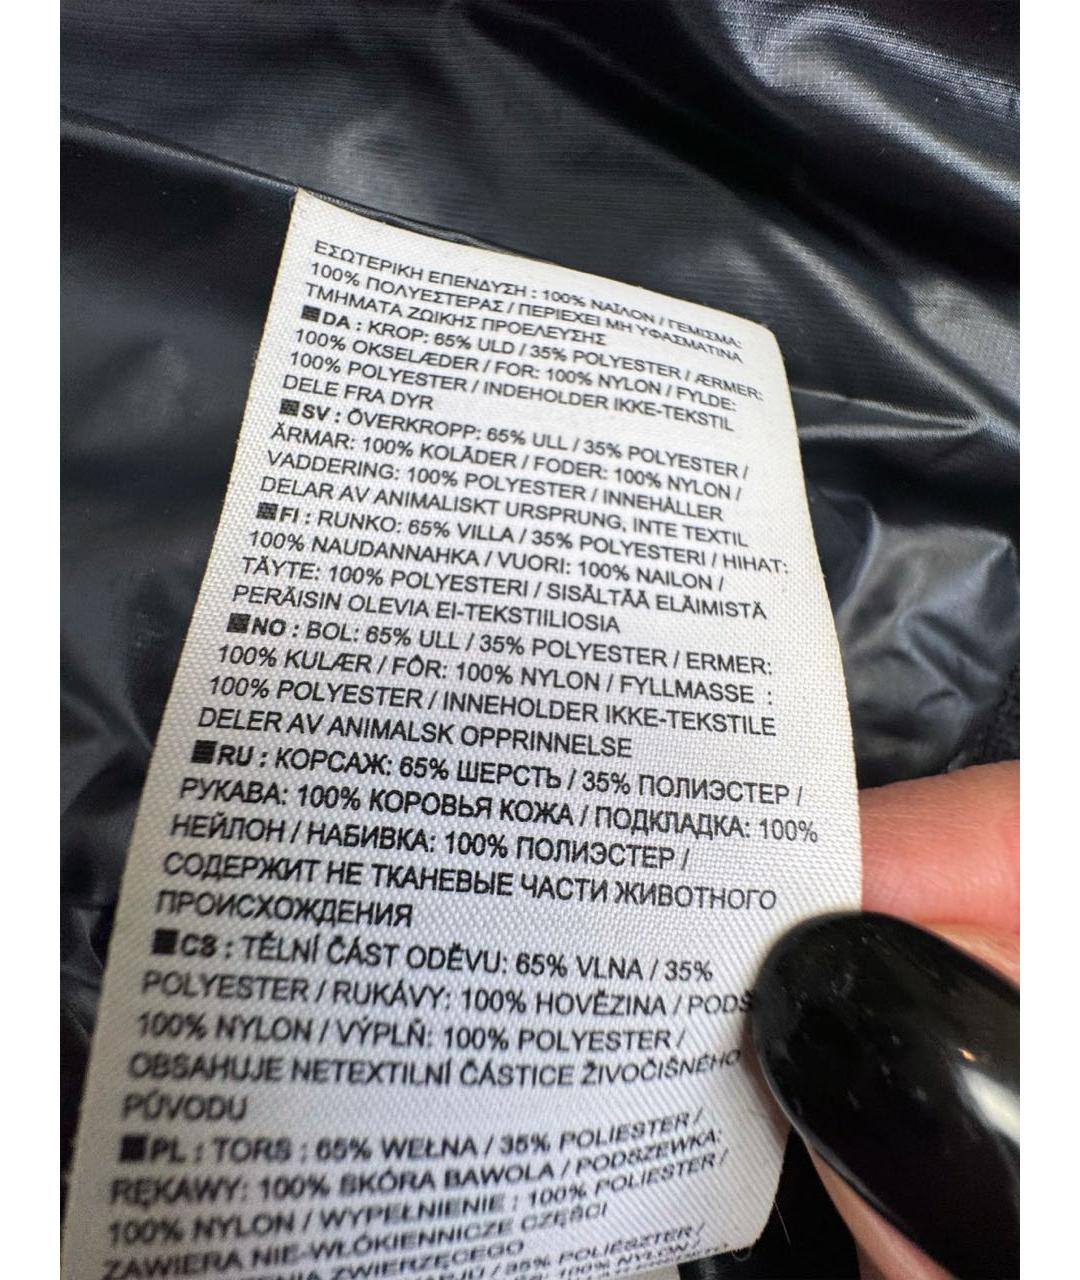 ΕΣΩΤΕΡΙΚΗ ΕΠΕΝΔΥΣΗ : 100% ΝΑΪΛΟΝ / ΓΕΜΙΣΜΑ:
100% ΠΟΛΥΕΣΤΕΡΑΣ / ΠΕΡΙΕΧΕΙ ΜΗ ΥΦΑΣΜΑΤΙΝΑ
ΤΜΗΜΑΤΑ ΖΩΙΚΗΣ ΠΡΟΕΛΕΥΣΗΣ
DA : KROP: 65% ULD / 35% POLYESTER / ÆRMER:
100% OKSELÆDER / FOR: 100% NYLON / FYLDE:
100% POLYESTER / INDEHOLDER IKKE-TEKSTIL
DELE FRA DYR
SV : ÖVERKROPP: 65% ULL / 35% POLYESTER /
ÄRMAR: 100% KOLÄDER / FODER: 100% NYLON /
VADDERING: 100% POLYESTER / INNEHÅLLER
DELAR AV ANIMALISKT URSPRUNG, INTE TEXTIL
FI : RUNKO: 65% VILLA / 35% POLYESTERI / HIHAT:
100% NAUDANNAHKA / VUORI: 100% NAILON /
TÄYTE: 100% POLYESTERI / SISÄLTÄÄ ELÄIMISTÄ
PERÄISIN OLEVIA EI-TEKSTIILIOSIA
NO : BOL: 65% ULL / 35% POLYESTER / ERMER:
100% KULÆR / FÔR: 100% NYLON / FYLLMASSE :
100% POLYESTER / INNEHOLDER IKKE-TEKSTILE
DELER AV ANIMALSK OPPRINNELSE
RU : КОРСАЖ: 65% ШЕРСТЬ / 35% ПОЛИЭСТЕР /
РУКАВА: 100% КОРОВЬЯ КОЖА / ПОДКЛАДКА: 100%
НЕЙЛОН / НАБИВКА: 100% ПОЛИЭСТЕР /
СОДЕРЖИТ НЕ ТКАНЕВЫЕ ЧАСТИ ЖИВОТНОГО
ПРОИСХОЖДЕНИЯ
CS : TĚLNÍ ČÁST ODĚVU: 65% VLNA / 35%
POLYESTER / RUKÁVY: 100% HOVĚZINA / PODŠ
100% NYLON / VÝPLŇ: 100% POLYESTER /
OBSAHUJE NETEXTILNÍ ČÁSTICE ŽIVOČIŠNÉHO
PŮVODU
PL : TORS : 65% WEŁNA / 35% POLIESTER /
RĘKAWY: 100% SKÓRA BAWOLA / PODSZEWKA:
100% NYLON / WYPEŁNIENIE : 100% POLIESTER /
ZAWIERA NIE-WŁÓKIENNICZE CZĘŚCI
ZWIERZĘCEGO
/ 35% POLIÉSZTER /
100% NYLON /